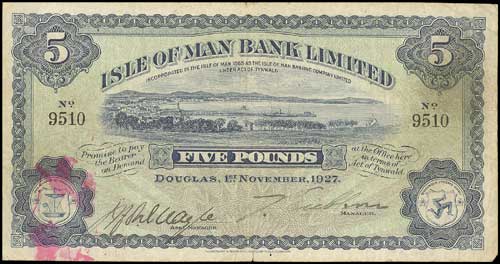 5 5
ISLE OF MAN BANK LIMITED
INCORPORATED IN THE ISLE OF MAN 1865 AS THE ISLE OF MAN BANKING COMPANY LIMITED
UNDER ACT OF TYNWALD
Nº Nº
9510 9510
Promise to pay
the Bearer
on Demand
at the Office here
in terms of
Act of Tynwald.
FIVE POUNDS
DOUGLAS, 1ST NOVEMBER, 1927.
ASST. MANAGER
MANAGER.